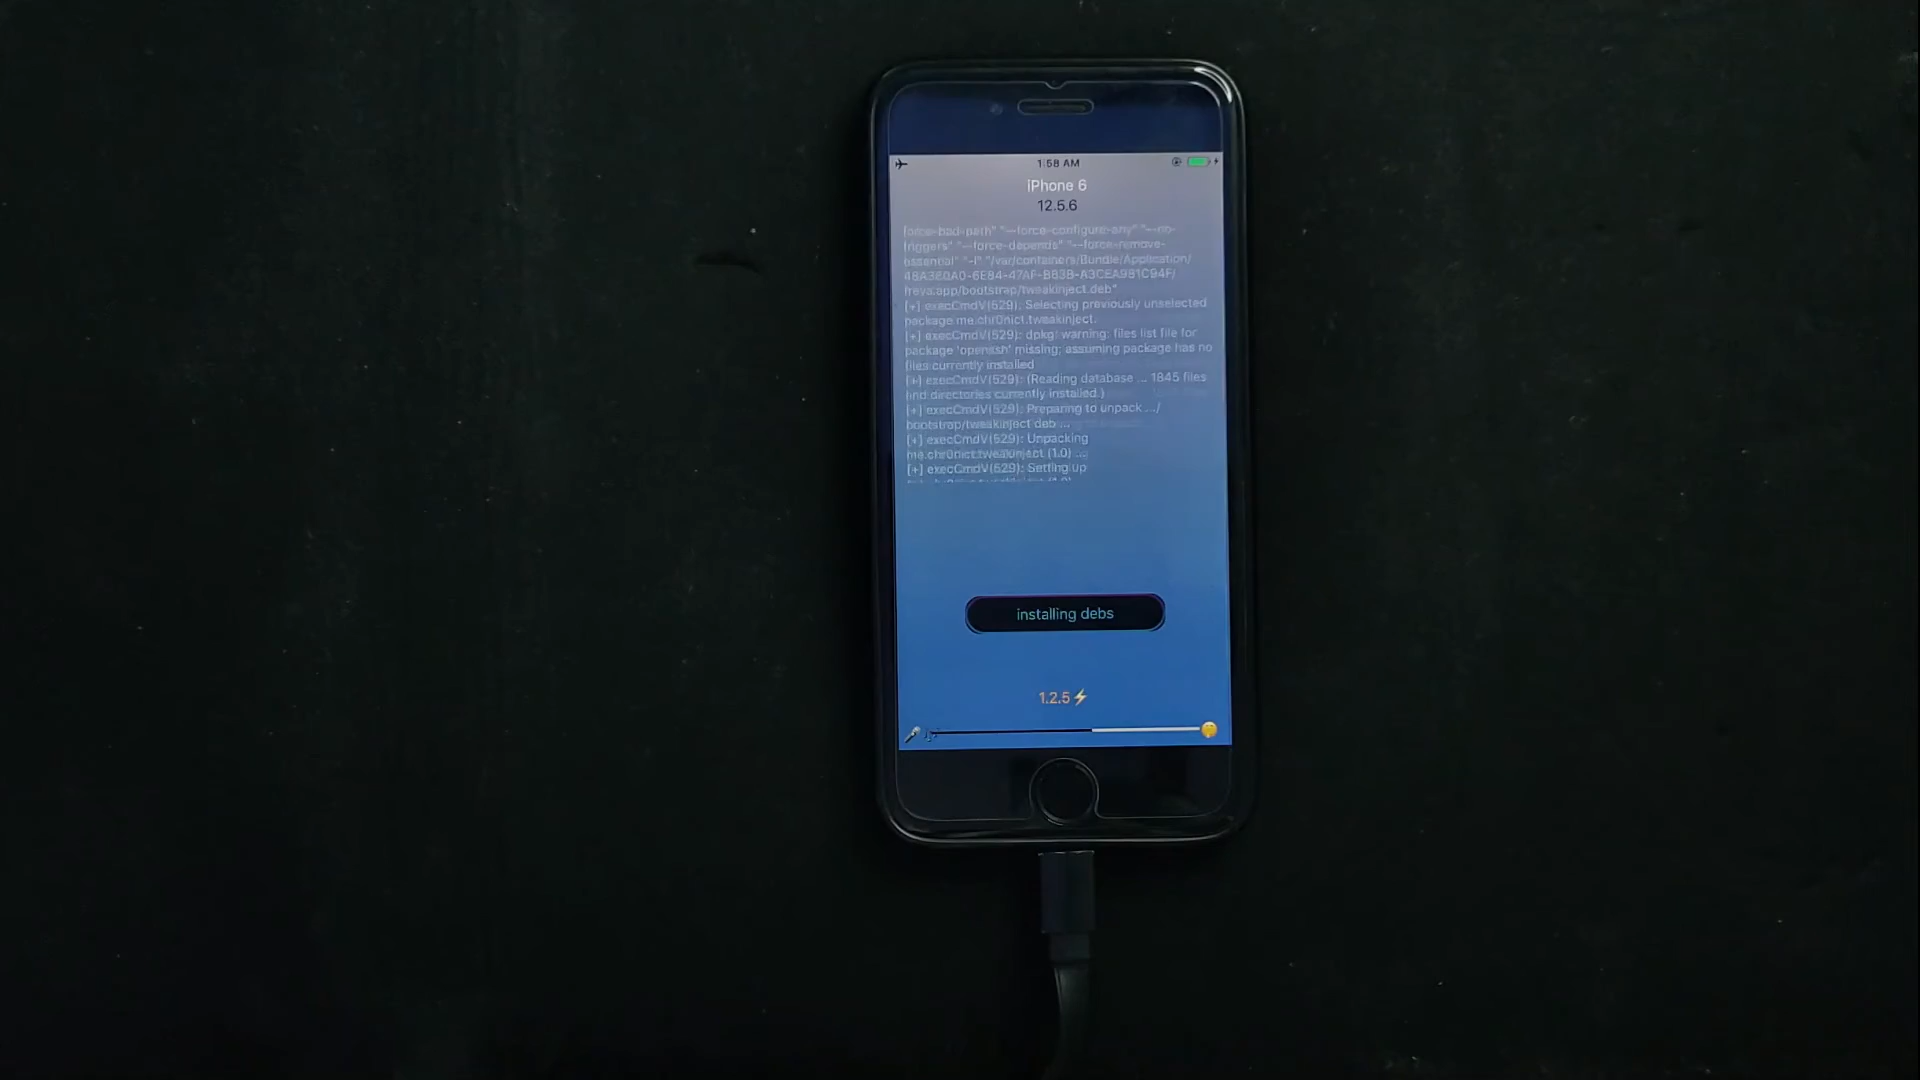 1:58 AM
iPhone 6
12.5.6
force-bad-path" "--force-configure-any" "--no-
triggers" "--force-depends" "--force-remove-
essential" "-i" "/var/containers/Bundle/Application/
48A360A0-6E84-47AF-B83B-A3CEA981C94F/
freya.app/bootstrap/tweakinject.deb"
[+] execCmdV(529): Selecting previously unselected
package me.chr0nict.tweakinject.
[+] execCmdV(529): dpkg: warning: files list file for
package 'openssh' missing; assuming package has no
files currently installed
[+] execCmdV(529): (Reading database ... 1845 files
and directories currently installed.)
[+] execCmdV(529): Preparing to unpack .../
bootstrap/tweakinject.deb ...
[+] execCmdV(529): Unpacking
me.chr0nict.tweakinject (1.0) ...
[+] execCmdV(529): Setting up
installing debs
1.2.5⚡